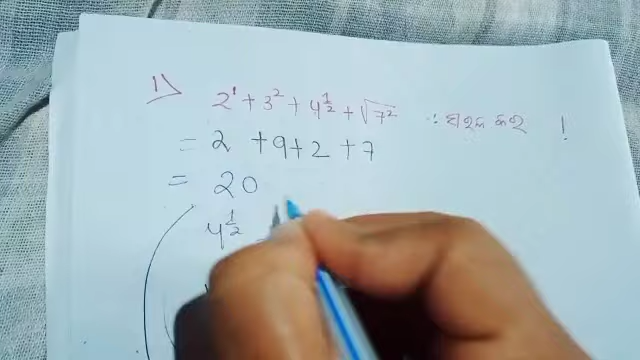 1) 2¹ + 3² + 4^½ + √7² : ସରଳ କର !
= 2 + 9 + 2 + 7
= 20
4^½